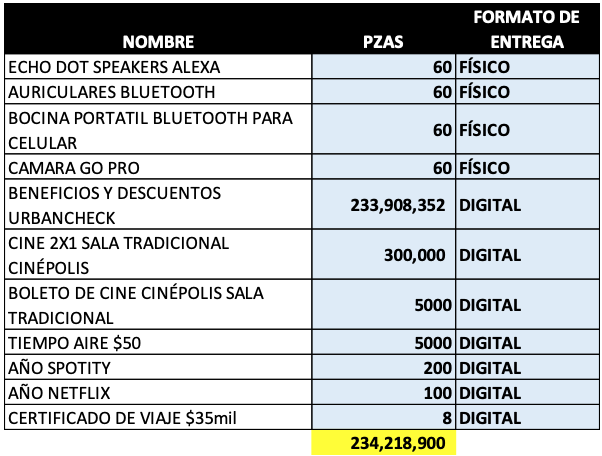 NOMBRE PZAS FORMATO DE ENTREGA
ECHO DOT SPEAKERS ALEXA 60 FÍSICO
AURICULARES BLUETOOTH 60 FÍSICO
BOCINA PORTATIL BLUETOOTH PARA
CELULAR 60 FÍSICO
CAMARA GO PRO 60 FÍSICO
BENEFICIOS Y DESCUENTOS
URBANCHECK 233,908,352 DIGITAL
CINE 2X1 SALA TRADICIONAL
CINÉPOLIS 300,000 DIGITAL
BOLETO DE CINE CINÉPOLIS SALA
TRADICIONAL 5000 DIGITAL
TIEMPO AIRE $50 5000 DIGITAL
AÑO SPOTITY 200 DIGITAL
AÑO NETFLIX 100 DIGITAL
CERTIFICADO DE VIAJE $35mil 8 DIGITAL
234,218,900